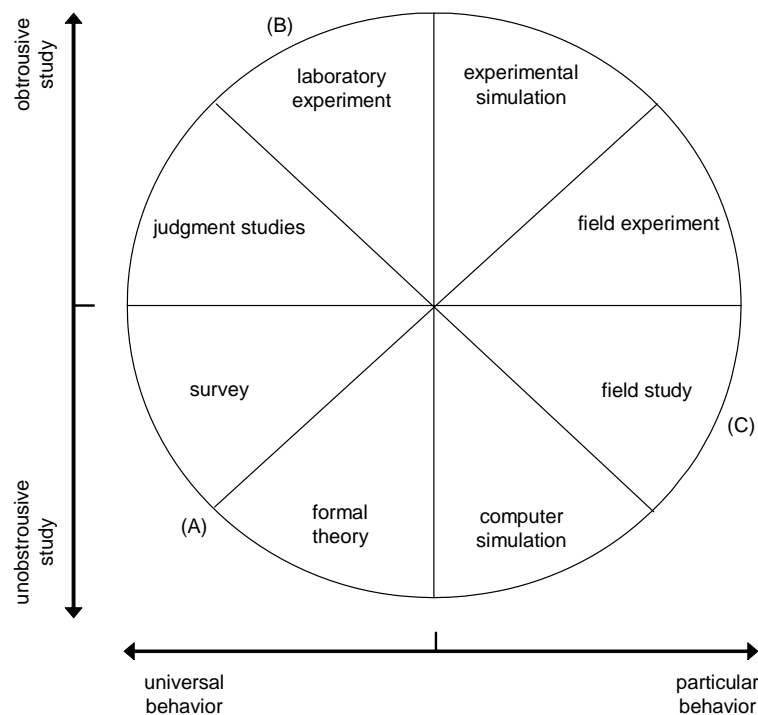 obtrousive
study
(B)
laboratory
experiment
experimental
simulation
judgment studies
field experiment
survey
field study
(C)
(A)
formal
theory
computer
simulation
unobstrousive
study
universal
behavior
particular
behavior